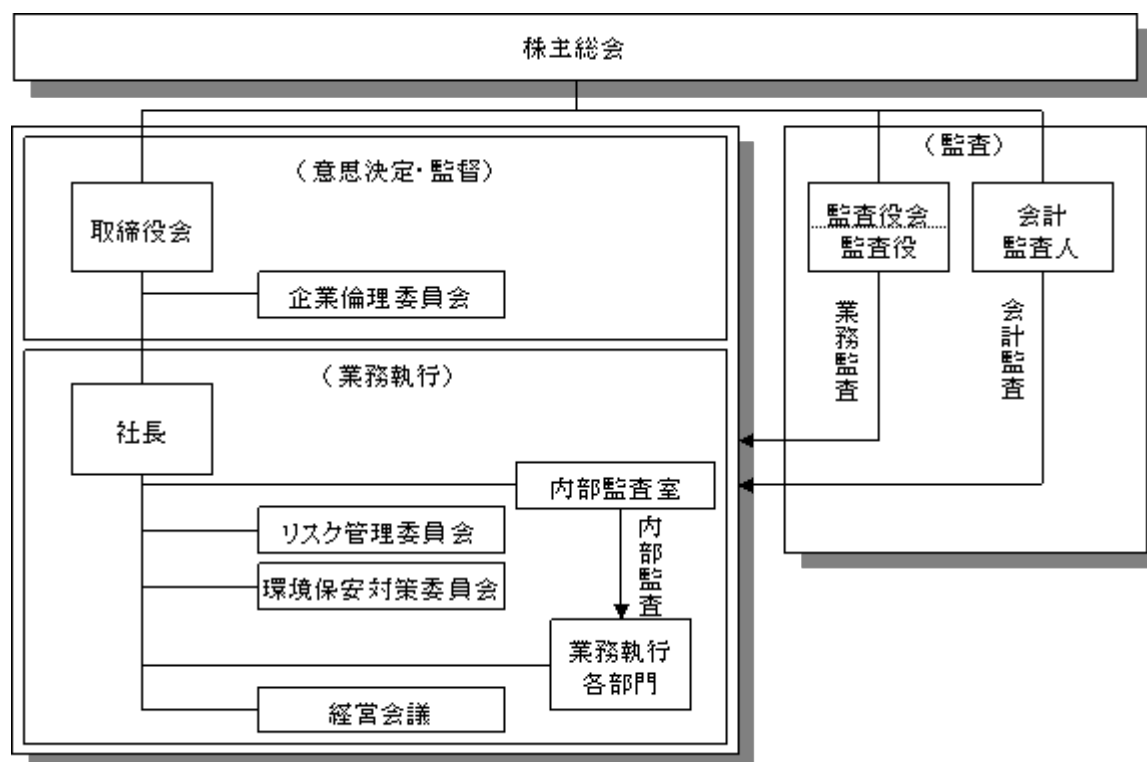 株主総会
（意思決定・監督）
取締役会
企業倫理委員会
（業務執行）
社長
内部監査室
リスク管理委員会
環境保安対策委員会
内部監査
業務執行
各部門
経営会議
（監査）
監査役会
監査役
会計
監査人
業務監査
会計監査